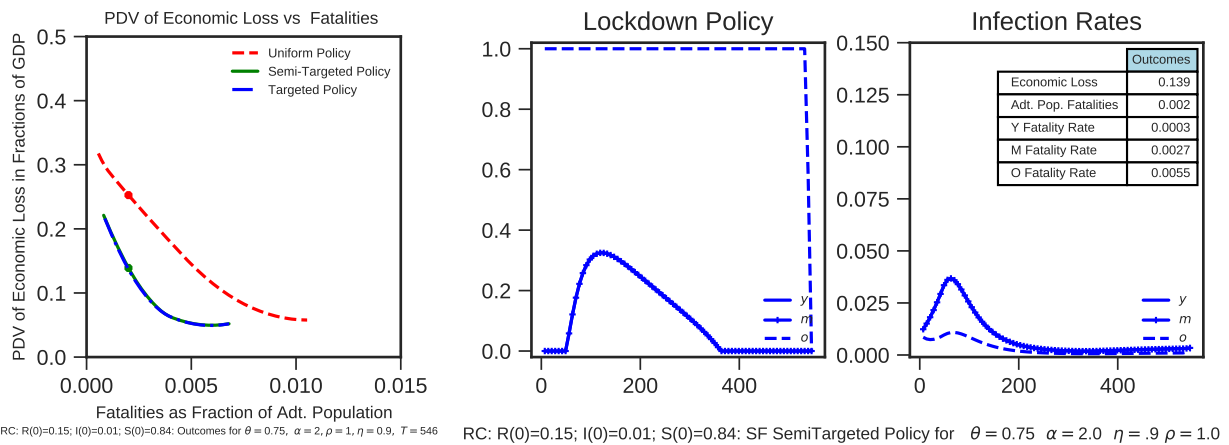 PDV of Economic Loss vs Fatalities
PDV of Economic Loss in Fractions of GDP
0.5
0.4
0.3
0.2
0.1
0.0
Uniform Policy
Semi-Targeted Policy
Targeted Policy
0.000 0.005 0.010 0.015
Fatalities as Fraction of Adt. Population
RC: R(0)=0.15; I(0)=0.01; S(0)=0.84: Outcomes for θ = 0.75, α = 2, ρ = 1, η = 0.9, T = 546
Lockdown Policy
1.0
0.8
0.6
0.4
0.2
0.0
y
m
o
0 200 400
Infection Rates
0.150
0.125
0.100
0.075
0.050
0.025
0.000
Outcomes
Economic Loss 0.139
Adt. Pop. Fatalities 0.002
Y Fatality Rate 0.0003
M Fatality Rate 0.0027
O Fatality Rate 0.0055
y
m
o
0 200 400
RC: R(0)=0.15; I(0)=0.01; S(0)=0.84: SF SemiTargeted Policy for θ = 0.75 α = 2.0 η = .9 ρ = 1.0